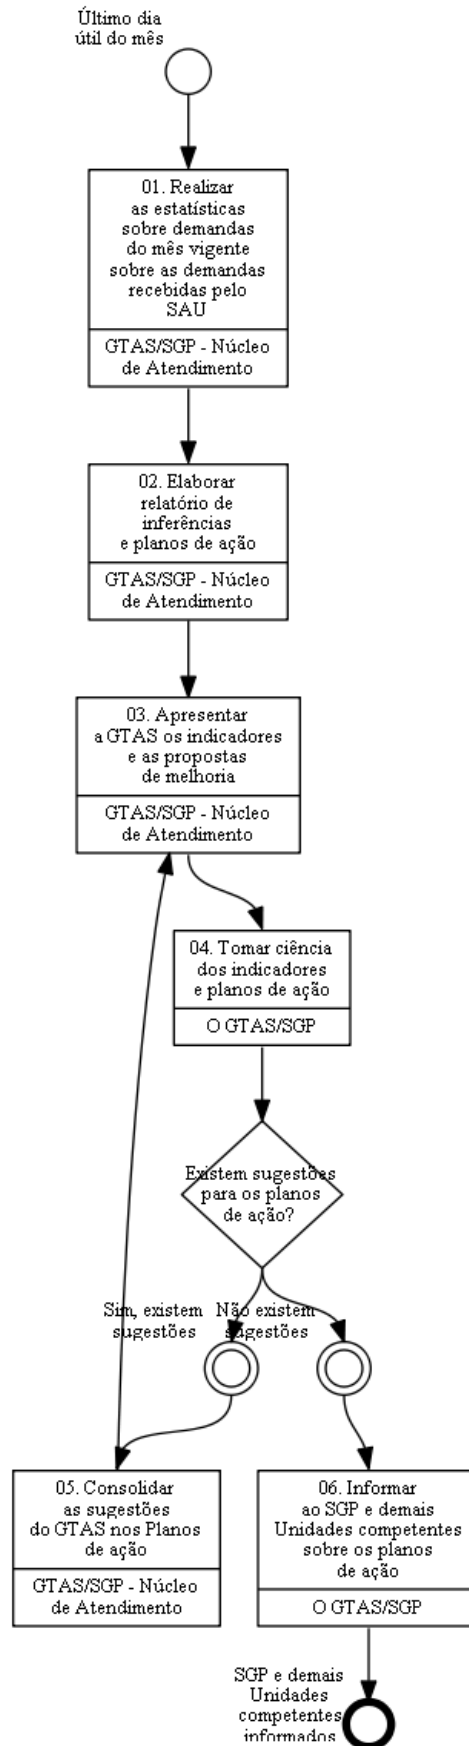 Último dia
útil do mês
01. Realizar
as estatísticas
sobre demandas
do mês vigente
sobre as demandas
recebidas pelo
SAU
GTAS/SGP - Núcleo
de Atendimento
02. Elaborar
relatório de
inferências
e planos de ação
GTAS/SGP - Núcleo
de Atendimento
03. Apresentar
a GTAS os indicadores
e as propostas
de melhoria
GTAS/SGP - Núcleo
de Atendimento
04. Tomar ciência
dos indicadores
e planos de ação
O GTAS/SGP
Existem sugestões
para os planos
de ação?
Sim, existem
sugestões
Não existem
sugestões
05. Consolidar
as sugestões
do GTAS nos Planos
de ação
GTAS/SGP - Núcleo
de Atendimento
06. Informar
ao SGP e demais
Unidades competentes
sobre os planos
de ação
O GTAS/SGP
SGP e demais
Unidades
competentes
informados